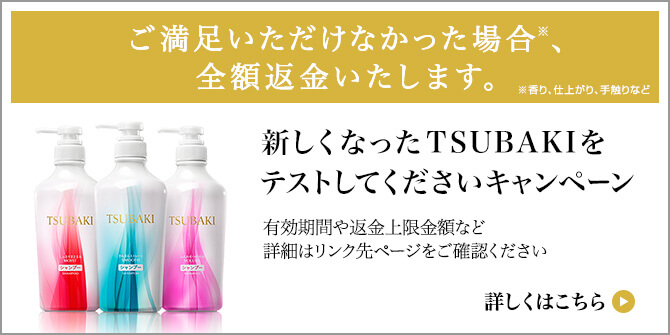 ご満足いただけなかった場合※、
全額返金いたします。
※香り、仕上がり、手触りなど
新しくなったTSUBAKIを
テストしてくださいキャンペーン
有効期間や返金上限金額など
詳細はリンク先ページをご確認ください
詳しくはこちら
TSUBAKI
シャンプー
TSUBAKI
シャンプー
TSUBAKI
シャンプー